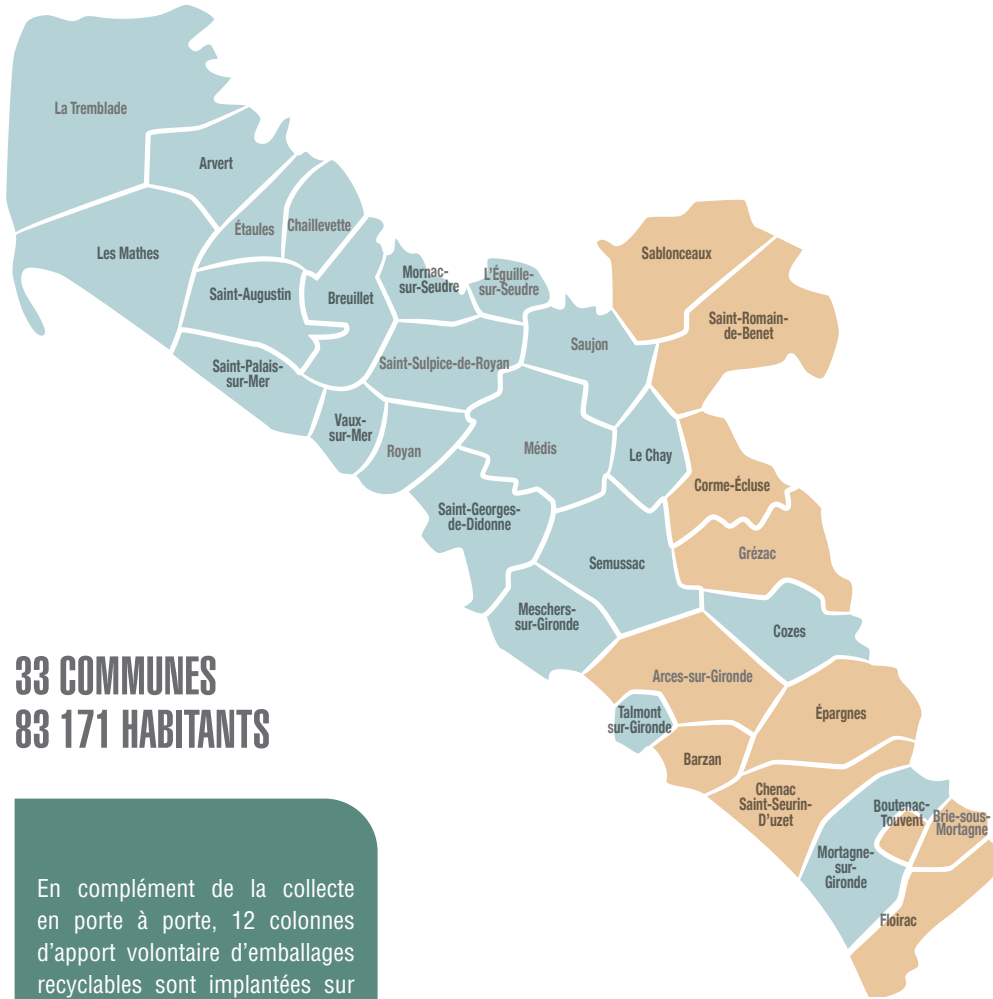 La Tremblade
Arvert
Étaules
Chaillevette
Les Mathes
Saint-Augustin
Breuillet
Mornac-
sur-Seudre
L'Éguille-
sur-Seudre
Sablonceaux
Saint-Romain-
de-Benet
Saujon
Saint-Sulpice-de-Royan
Saint-Palais-
sur-Mer
Vaux-
sur-Mer
Royan
Médis
Le Chay
Corme-Écluse
Saint-Georges-
de-Didonne
Grézac
Semussac
Meschers-
sur-Gironde
Cozes
Arces-sur-Gironde
Talmont
sur-Gironde
Épargnes
Barzan
Chenac
Saint-Seurin-
D'uzet
Boutenac-
Touvent
Brie-sous-
Mortagne
Mortagne-
sur-
Gironde
Floirac
33 COMMUNES
83 171 HABITANTS
En complément de la collecte
en porte à porte, 12 colonnes
d'apport volontaire d'emballages
recyclables sont implantées sur